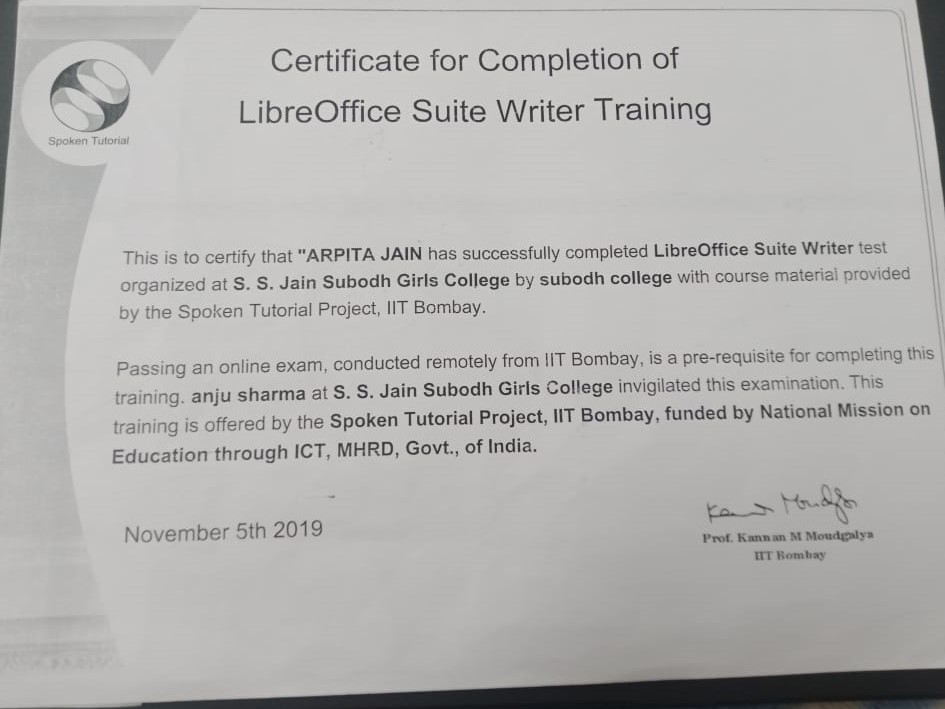 Certificate for Completion of
LibreOffice Suite Writer Training
Spoken Tutorial
This is to certify that "ARPITA JAIN has successfully completed LibreOffice Suite Writer test
organized at S. S. Jain Subodh Girls College by subodh college with course material provided
by the Spoken Tutorial Project, IIT Bombay.
Passing an online exam, conducted remotely from IIT Bombay, is a pre-requisite for completing this
training. anju sharma at S. S. Jain Subodh Girls College invigilated this examination. This
training is offered by the Spoken Tutorial Project, IIT Bombay, funded by National Mission on
Education through ICT, MHRD, Govt., of India.
November 5th 2019
Prof. Kannan M Moudgalya
IIT Bombay